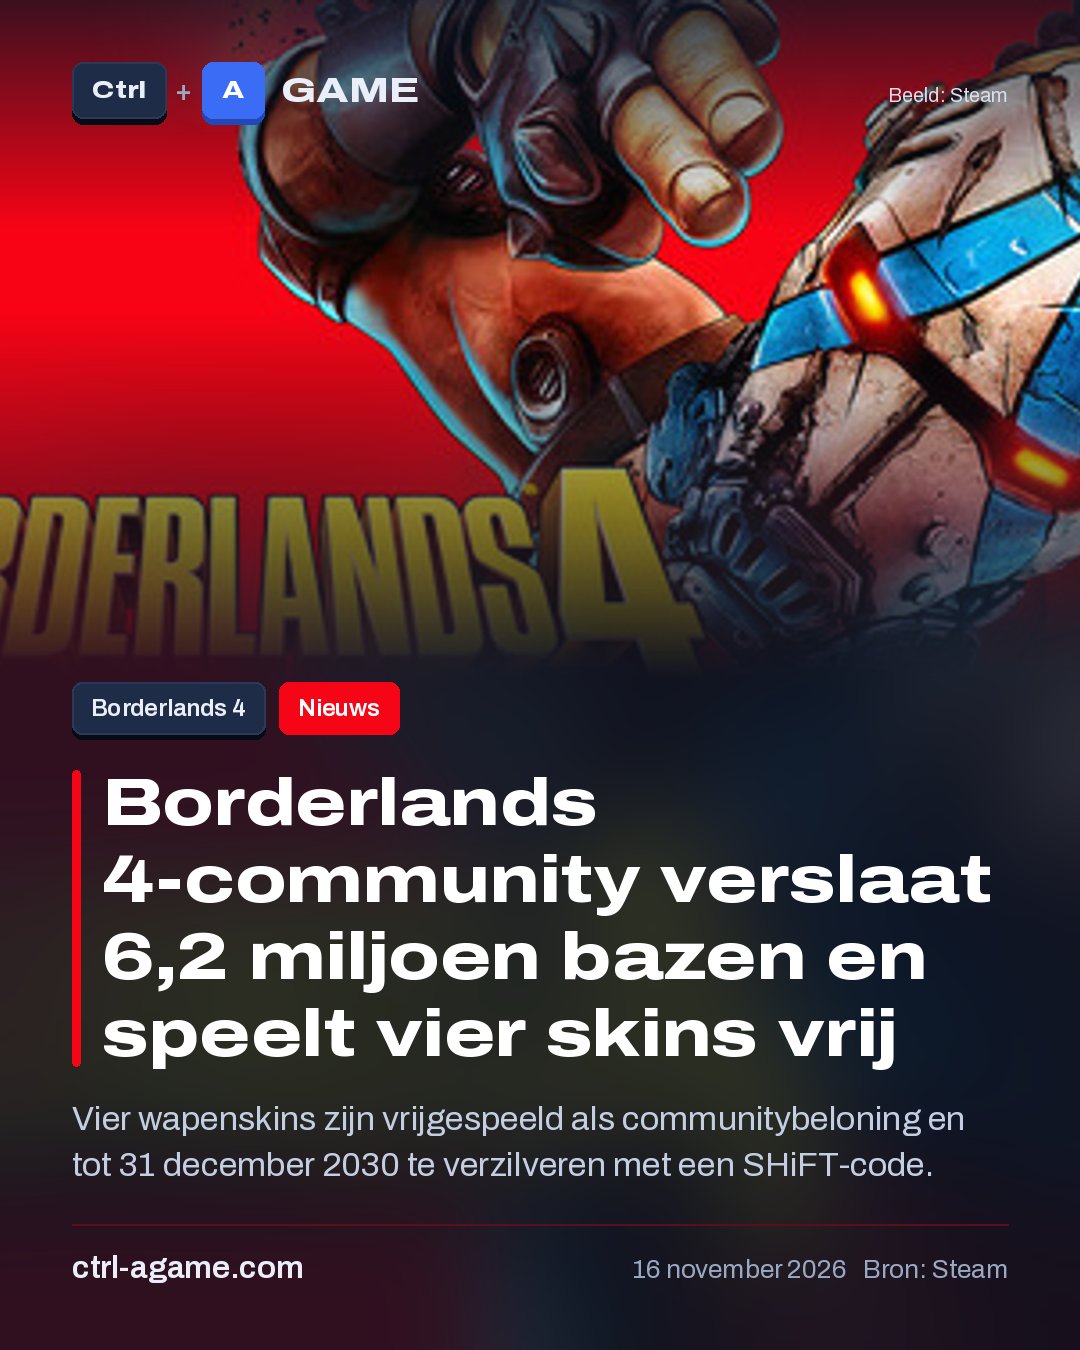 Ctrl + A GAME
Beeld: Steam
RDERLANDS 4
Borderlands 4
Nieuws
Borderlands
4-community verslaat
6,2 miljoen bazen en
speelt vier skins vrij
Vier wapenskins zijn vrijgespeeld als communitybeloning en
tot 31 december 2030 te verzilveren met een SHiFT-code.
ctrl-agame.com
16 november 2026 Bron: Steam